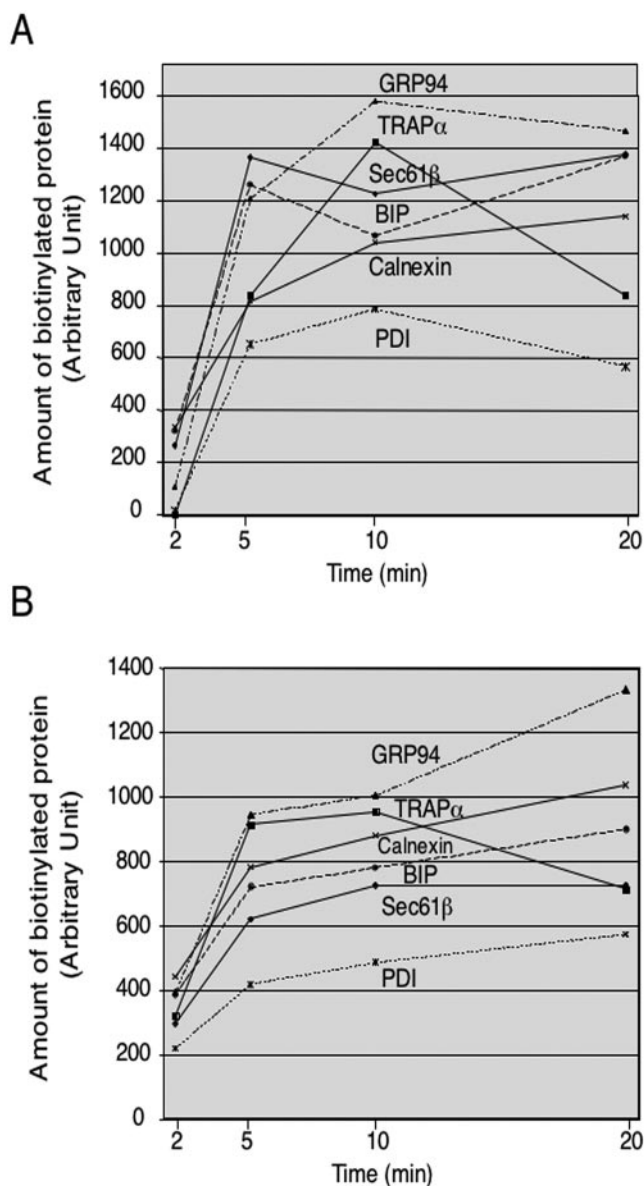 A
Amount of biotinylated protein
(Arbitrary Unit)
1600
1400
1200
1000
800
600
400
200
0
GRP94
TRAPα
Sec61β
BIP
Calnexin
PDI
2
5
10
20
Time (min)
B
Amount of biotinylated protein
(Arbitrary Unit)
1400
1200
1000
800
600
400
200
0
GRP94
TRAPα
Calnexin
BIP
Sec61β
PDI
2
5
10
20
Time (min)